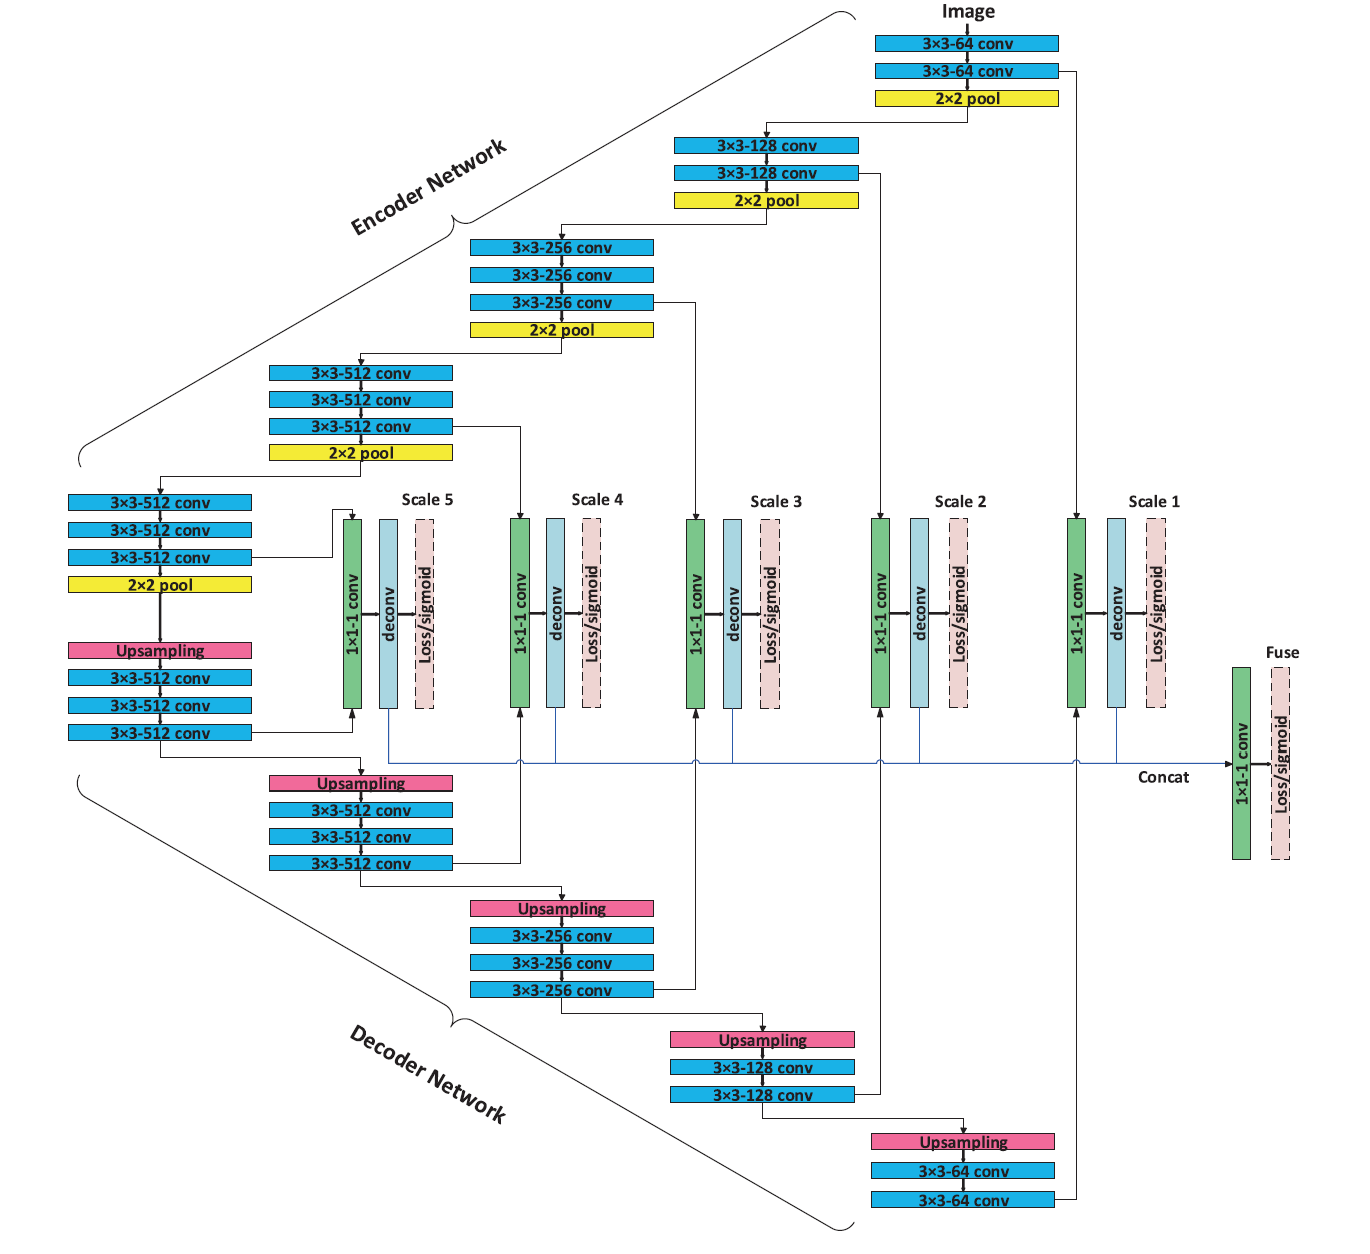 Image
3×3-64 conv
3×3-64 conv
2×2 pool
3×3-128 conv
3×3-128 conv
2×2 pool
Encoder Network
3×3-256 conv
3×3-256 conv
3×3-256 conv
2×2 pool
3×3-512 conv
3×3-512 conv
3×3-512 conv
2×2 pool
3×3-512 conv
3×3-512 conv
3×3-512 conv
2×2 pool
Scale 5
1×1-1 conv
deconv
Loss/sigmoid
Scale 4
1×1-1 conv
deconv
Loss/sigmoid
Scale 3
1×1-1 conv
deconv
Loss/sigmoid
Scale 2
1×1-1 conv
deconv
Loss/sigmoid
Scale 1
1×1-1 conv
deconv
Loss/sigmoid
Fuse
1×1-1 conv
Loss/sigmoid
Concat
Upsampling
3×3-512 conv
3×3-512 conv
3×3-512 conv
Upsampling
3×3-512 conv
3×3-512 conv
3×3-512 conv
Upsampling
3×3-256 conv
3×3-256 conv
3×3-256 conv
Decoder Network
Upsampling
3×3-128 conv
3×3-128 conv
Upsampling
3×3-64 conv
3×3-64 conv